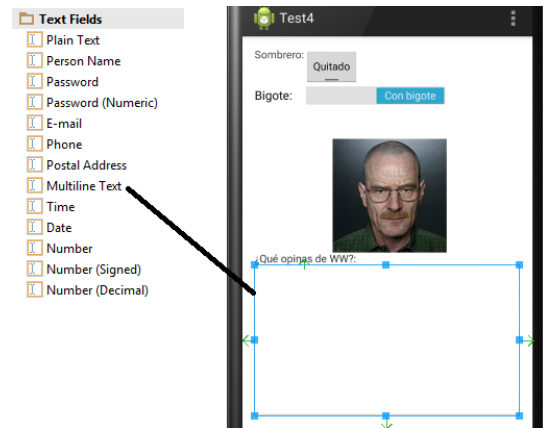 Text Fields
Plain Text
Person Name
Password
Password (Numeric)
E-mail
Phone
Postal Address
Multiline Text
Time
Date
Number
Number (Signed)
Number (Decimal)
Test4
Sombrero:
Quitado
Bigote:
Con bigote
¿Qué opinas de WW?: